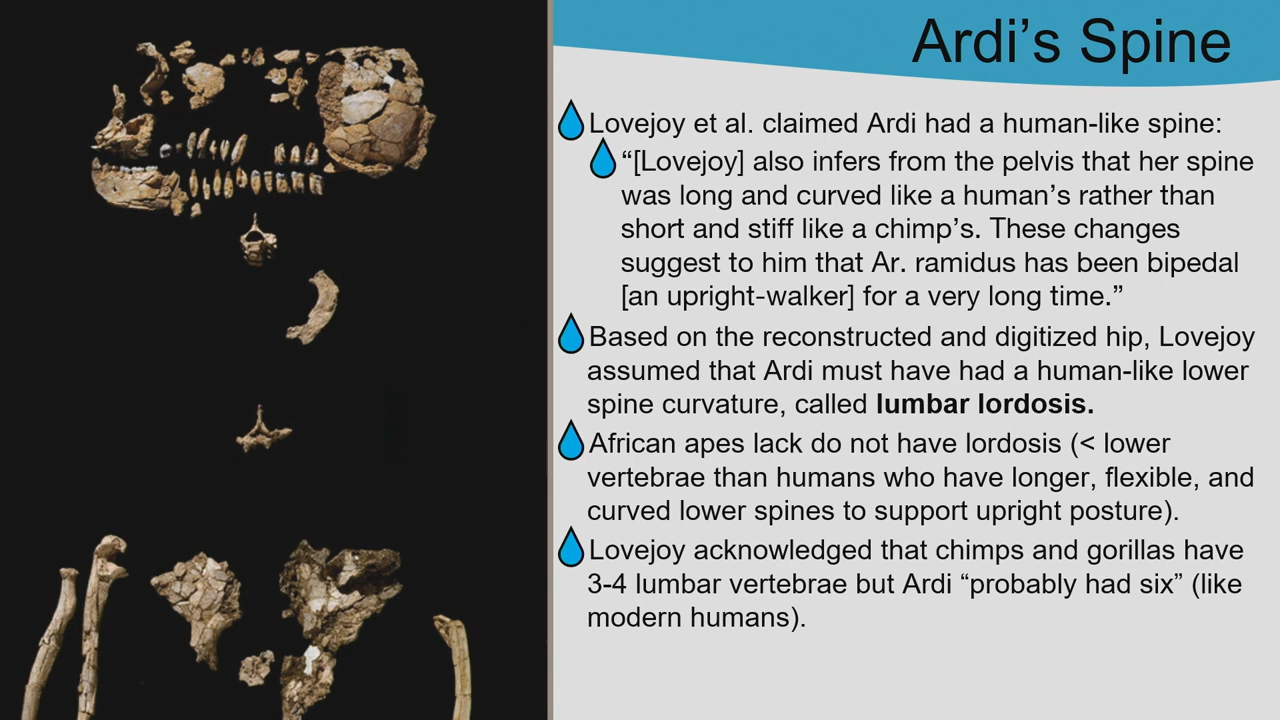 Ardi’s Spine
Lovejoy et al. claimed Ardi had a human-like spine:
“[Lovejoy] also infers from the pelvis that her spine
was long and curved like a human’s rather than
short and stiff like a chimp’s. These changes
suggest to him that Ar. ramidus has been bipedal
[an upright-walker] for a very long time.”
Based on the reconstructed and digitized hip, Lovejoy
assumed that Ardi must have had a human-like lower
spine curvature, called lumbar lordosis.
African apes lack do not have lordosis (< lower
vertebrae than humans who have longer, flexible, and
curved lower spines to support upright posture).
Lovejoy acknowledged that chimps and gorillas have
3-4 lumbar vertebrae but Ardi “probably had six” (like
modern humans).